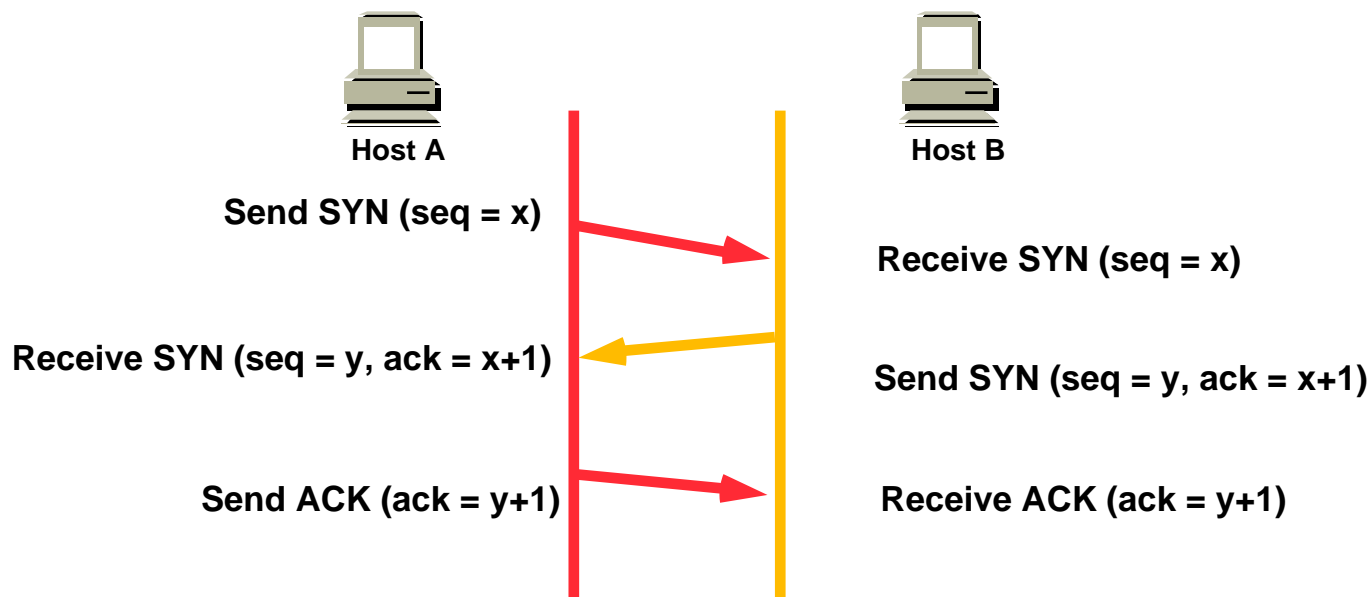 Host A
Host B
Send SYN (seq = x)
Receive SYN (seq = x)
Receive SYN (seq = y, ack = x+1)
Send SYN (seq = y, ack = x+1)
Send ACK (ack = y+1)
Receive ACK (ack = y+1)